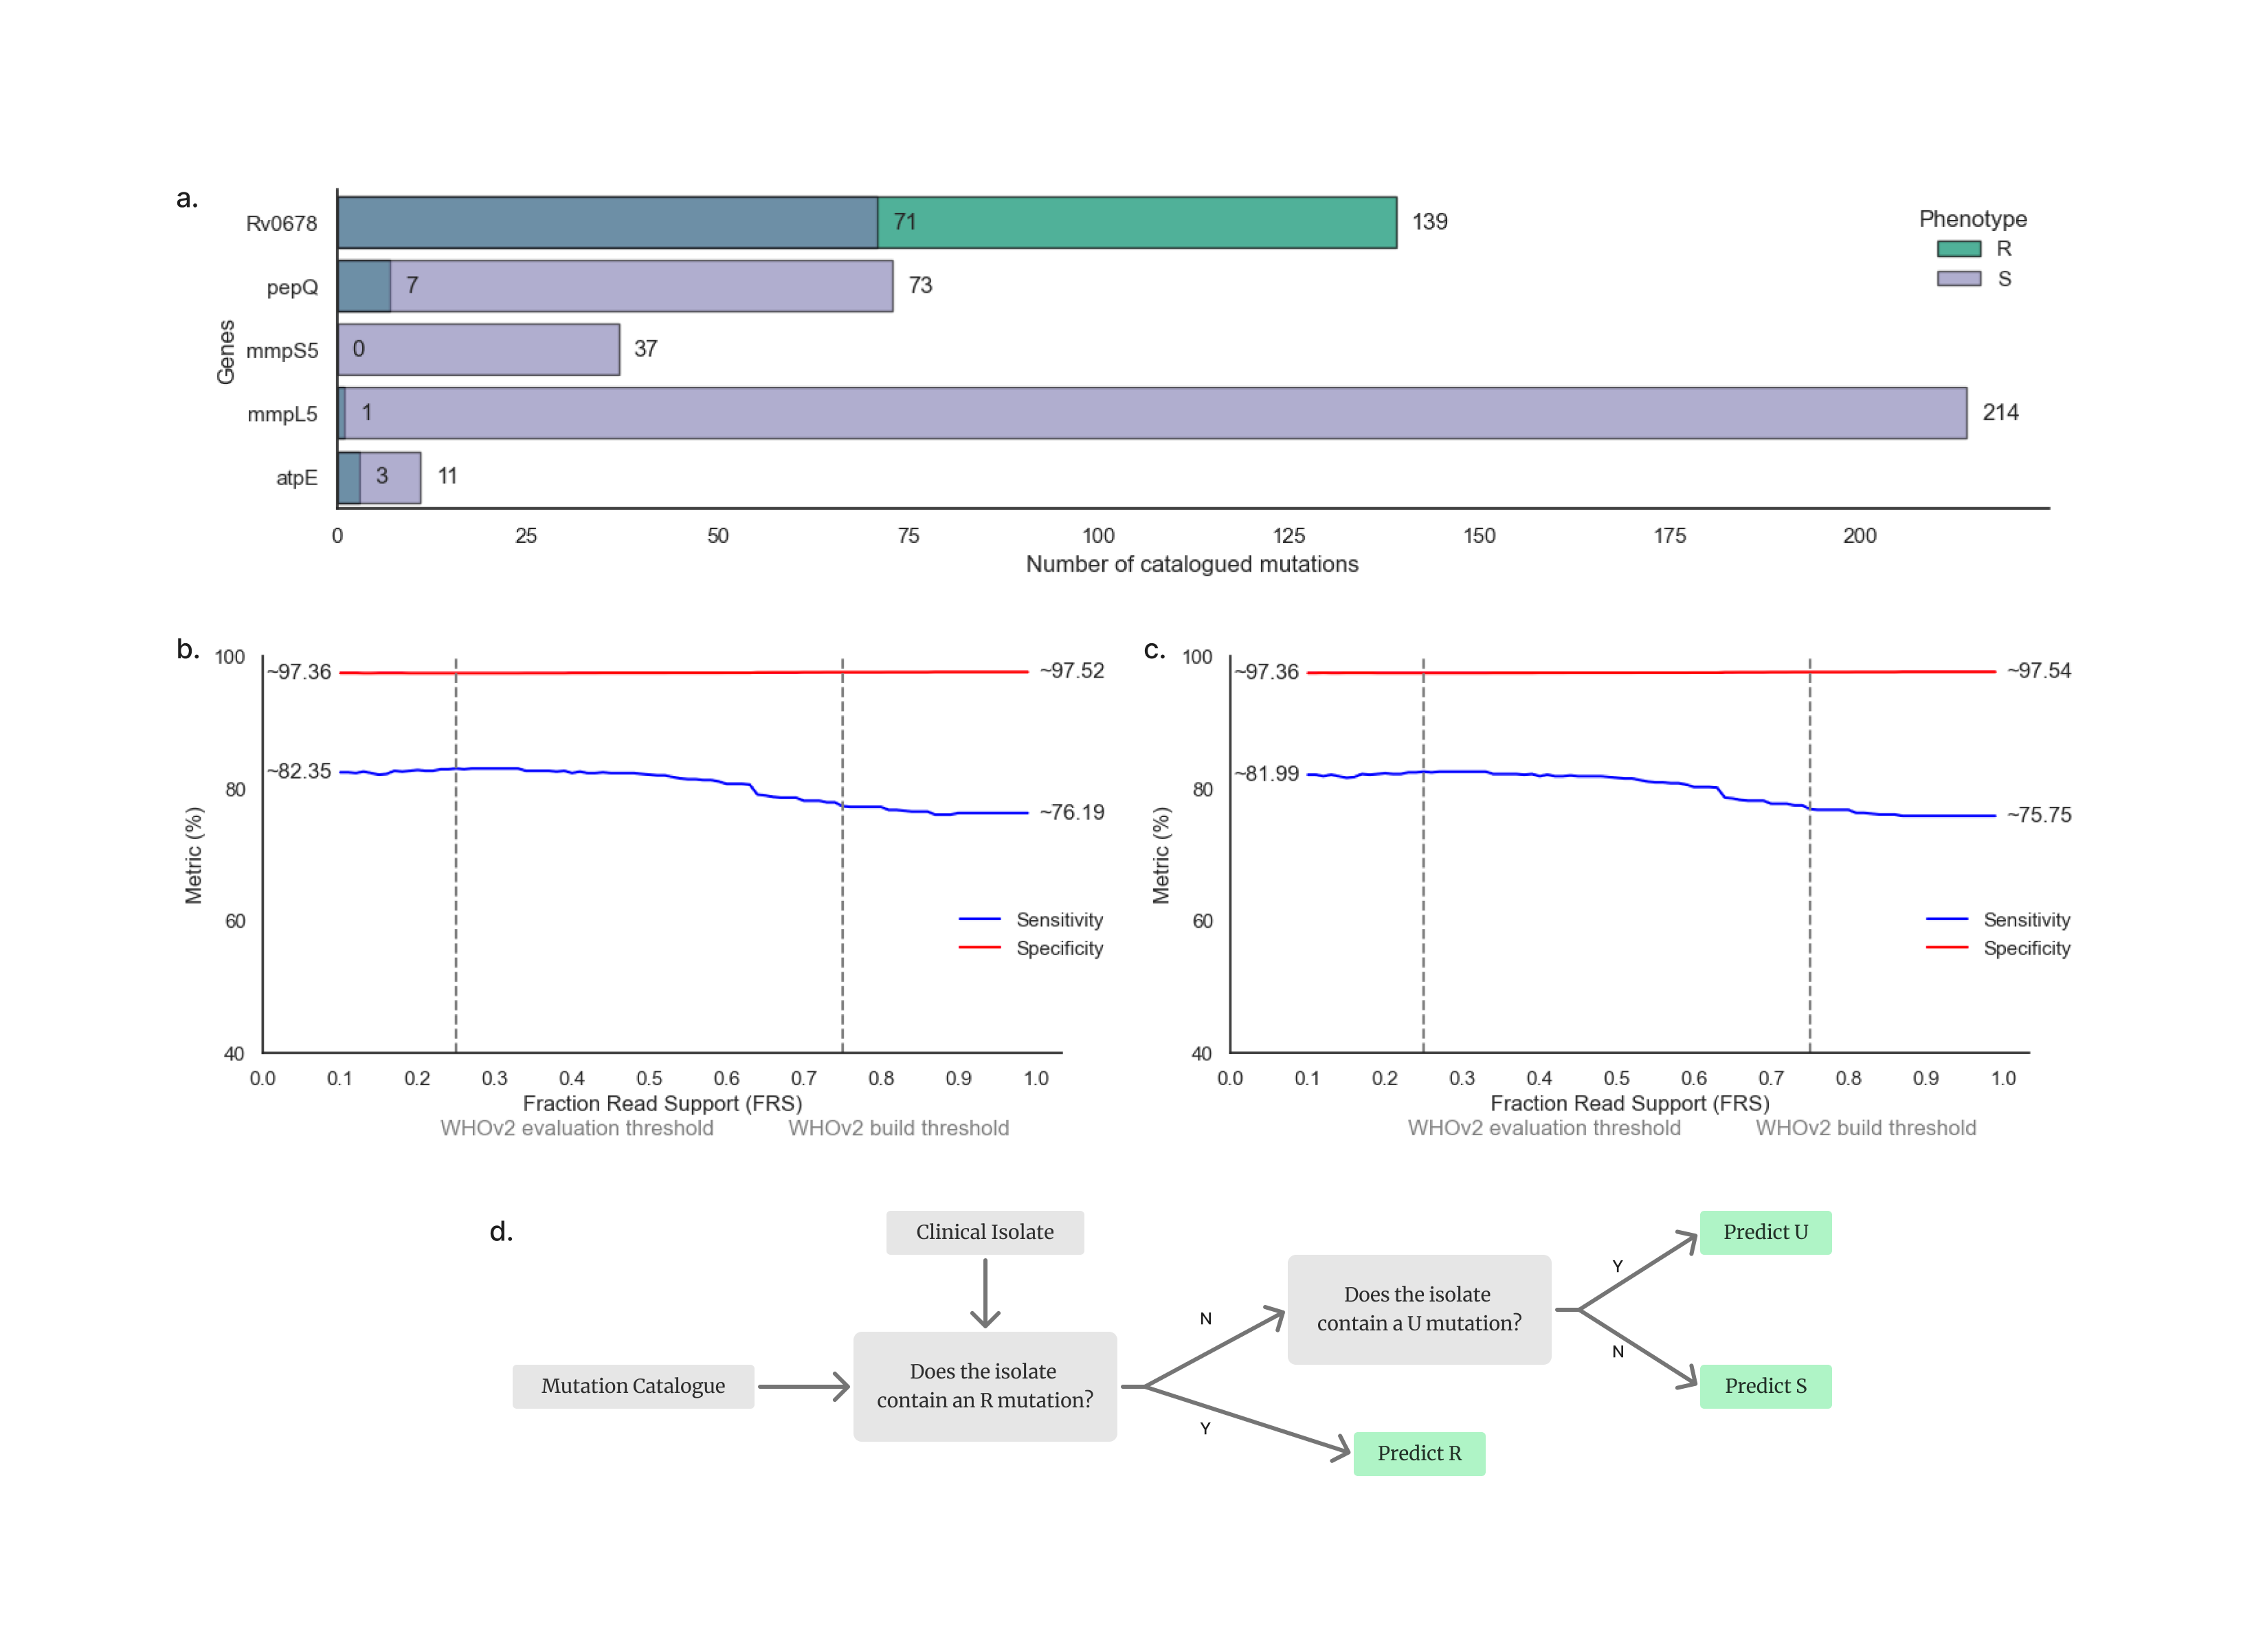 a.
Genes
Rv0678
71
139
pepQ
7
73
mmpS5
0
37
mmpL5
1
214
atpE
3
11
Phenotype
R
S
0 25 50 75 100 125 150 175 200
Number of catalogued mutations
b.
Metric (%)
100
80
60
40
~97.36
~97.52
~82.35
~76.19
Sensitivity
Specificity
0.0 0.1 0.2 0.3 0.4 0.5 0.6 0.7 0.8 0.9 1.0
Fraction Read Support (FRS)
WHOv2 evaluation threshold
WHOv2 build threshold
c.
Metric (%)
100
80
60
40
~97.36
~97.54
~81.99
~75.75
Sensitivity
Specificity
0.0 0.1 0.2 0.3 0.4 0.5 0.6 0.7 0.8 0.9 1.0
Fraction Read Support (FRS)
WHOv2 evaluation threshold
WHOv2 build threshold
d.
Clinical Isolate
Mutation Catalogue
Does the isolate
contain an R mutation?
N
Y
Does the isolate
contain a U mutation?
Y
N
Predict U
Predict S
Predict R